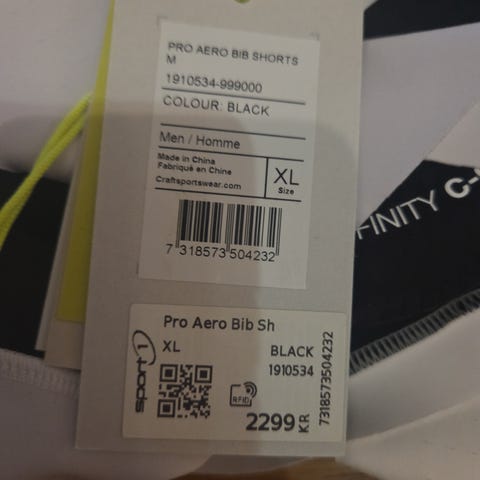 PRO AERO BIB SHORTS
M
1910534-999000
COLOUR: BLACK
Men / Homme
Made in China
Fabriqué en Chine
Craftsportswear.com
XL
Size
7 318573 504232
FINITY C-
Pro Aero Bib Sh
XL
BLACK
1910534
sport 1
RFID
2299 KR
7318573504232